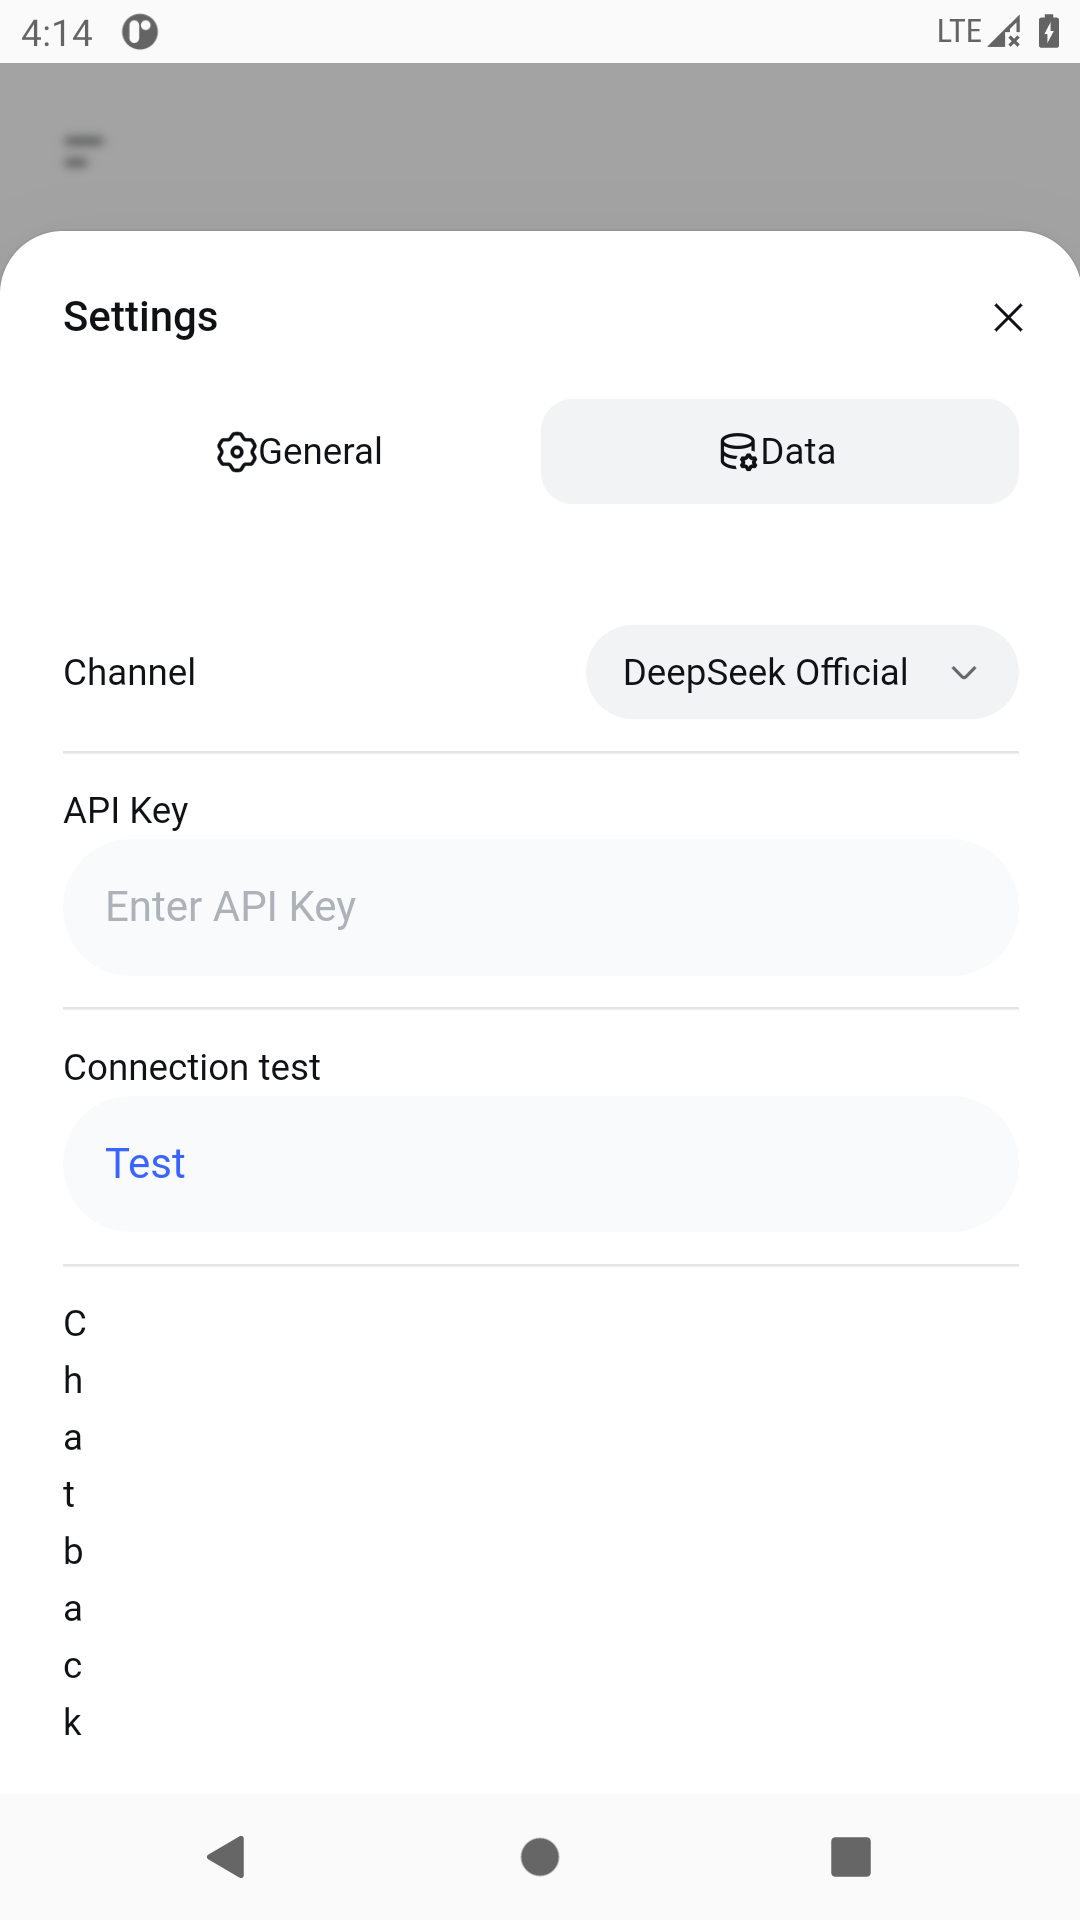 4:14
LTE
Settings
General
Data
Channel
DeepSeek Official
API Key
Enter API Key
Connection test
Test
C
h
a
t
b
a
c
k